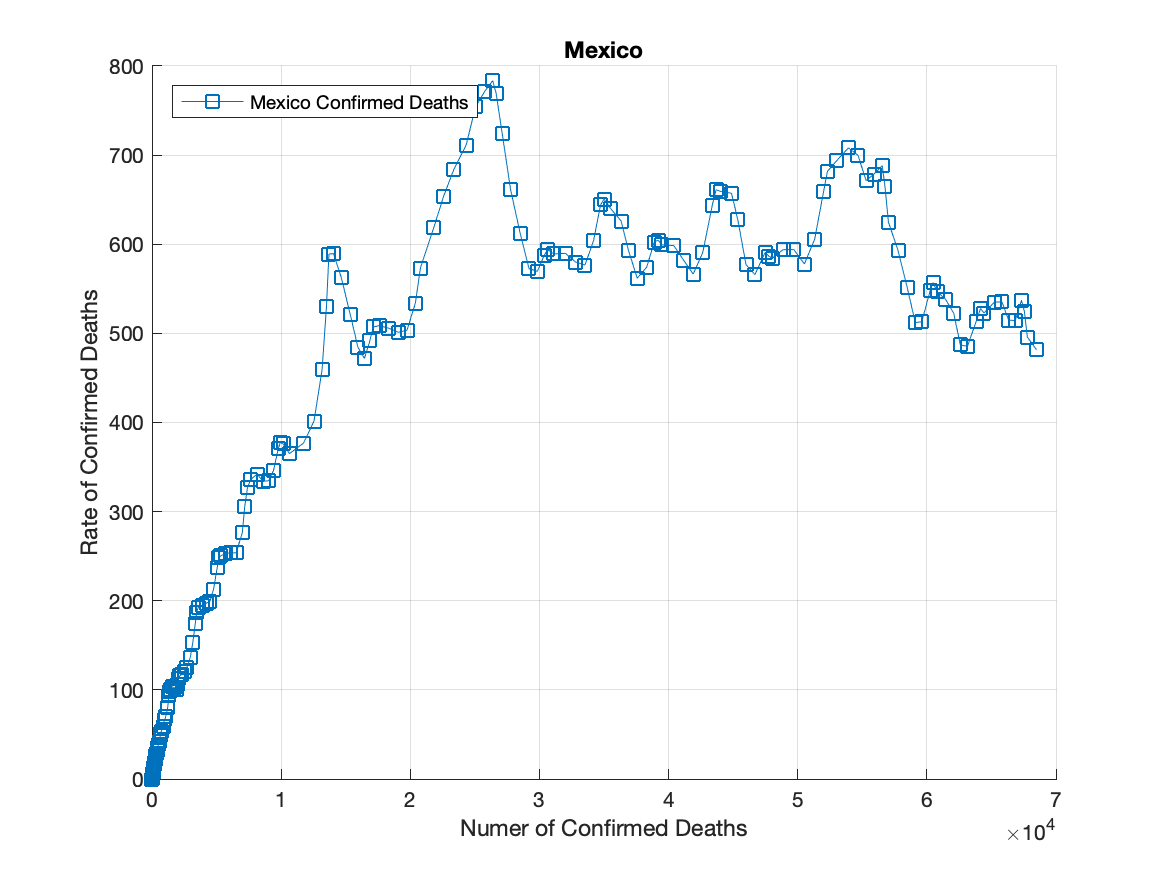 Mexico
Mexico Confirmed Deaths
Rate of Confirmed Deaths
800
700
600
500
400
300
200
100
0
0 1 2 3 4 5 6 7
×10^4
Numer of Confirmed Deaths